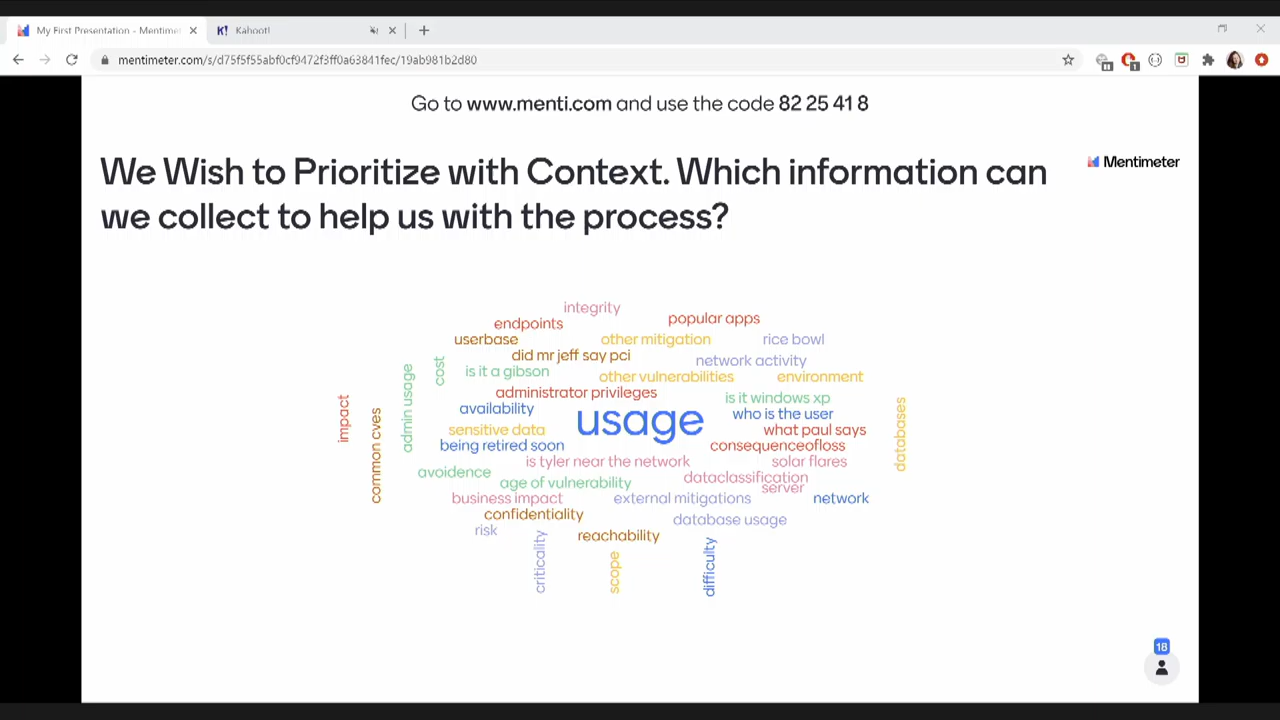 My First Presentation - Mentime
Kahoot!
mentimeter.com/s/d75f5f55abf0cf9472f3ff0a63841fec/19ab981b2d80
11
1
Go to www.menti.com and use the code 82 25 41 8
We Wish to Prioritize with Context. Which information can
we collect to help us with the process?
Mentimeter
integrity
endpoints
popular apps
userbase
other mitigation
rice bowl
did mr jeff say pci
network activity
cost
is it a gibson
other vulnerabilities
environment
admin usage
administrator privileges
is it windows xp
impact
common cves
availability
usage
who is the user
databases
sensitive data
what paul says
being retired soon
consequenceofloss
is tyler near the network
solar flares
avoidence
age of vulnerability
dataclassification
server
business impact
external mitigations
network
confidentiality
database usage
risk
reachability
criticality
scope
difficulty
18